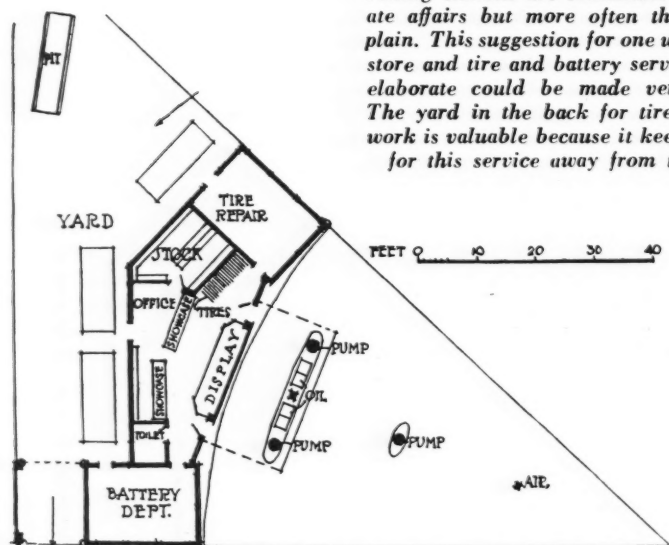 ate affairs but more often th
plain. This suggestion for one u
store and tire and battery serv
elaborate could be made ve
The yard in the back for tire
work is valuable because it kee
for this service away from t
TIRE
REPAIR
YARD
STOCK
FEET 0 10 20 30 40
OFFICE
SHOWCASE
TIRES
DISPLAY
PUMP
OIL
SHOWCASE
TOILET
PUMP
PUMP
AIR
BATTERY
DEPT.